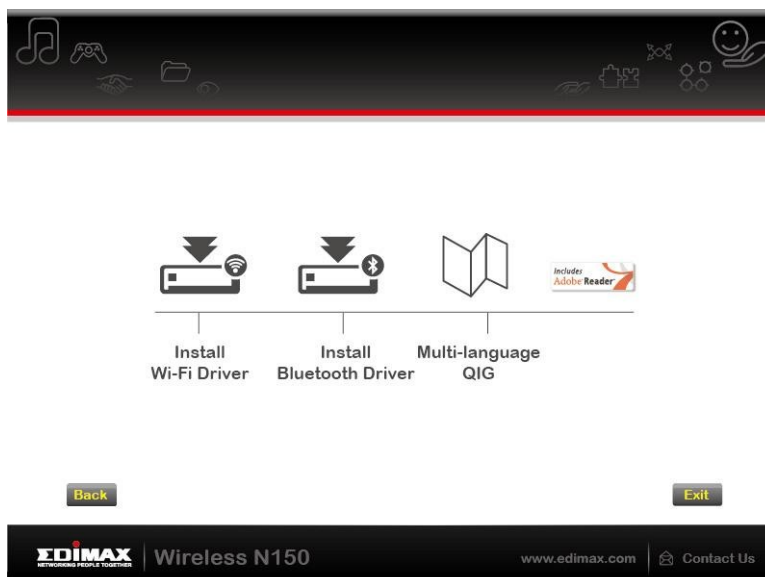 Includes
Adobe Reader
Install
Wi-Fi Driver
Install
Bluetooth Driver
Multi-language
QIG
Back
Exit
EDIMAX
NETWORKING PEOPLE TOGETHER
Wireless N150
www.edimax.com
Contact Us